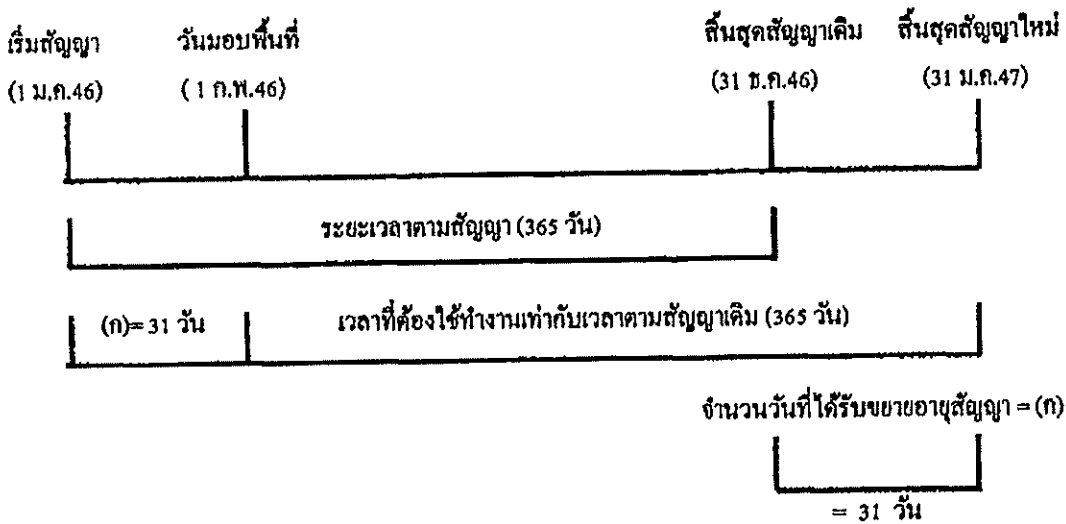 เริ่มสัญญา วันมอบพื้นที่ สิ้นสุดสัญญาเดิม สิ้นสุดสัญญาใหม่
(1 ม.ค.46) ( 1 ก.พ.46) (31 ธ.ค.46) (31 ม.ค.47)
ระยะเวลาตามสัญญา (365 วัน)
(ก)= 31 วัน เวลาที่ต้องใช้ทำงานเท่ากับเวลาตามสัญญาเดิม (365 วัน)
จำนวนวันที่ได้รับขยายอายุสัญญา = (ก)
= 31 วัน